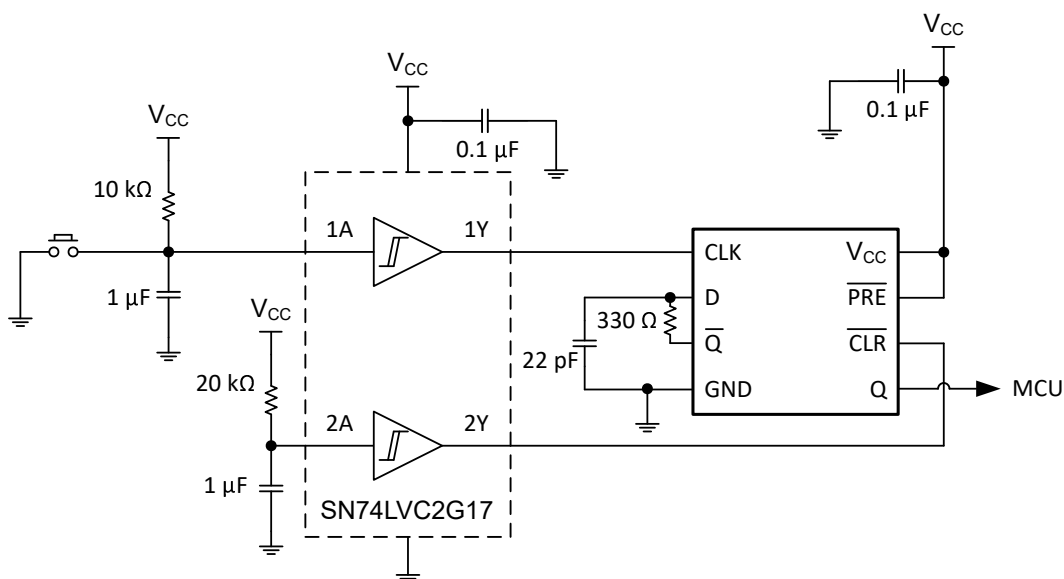 VCC
VCC
0.1 µF
VCC
0.1 µF
10 kΩ
1A
1Y
CLK
VCC
1 µF
D
PRE
VCC
330 Ω
Q
CLR
22 pF
20 kΩ
GND
Q
MCU
2A
2Y
1 µF
SN74LVC2G17